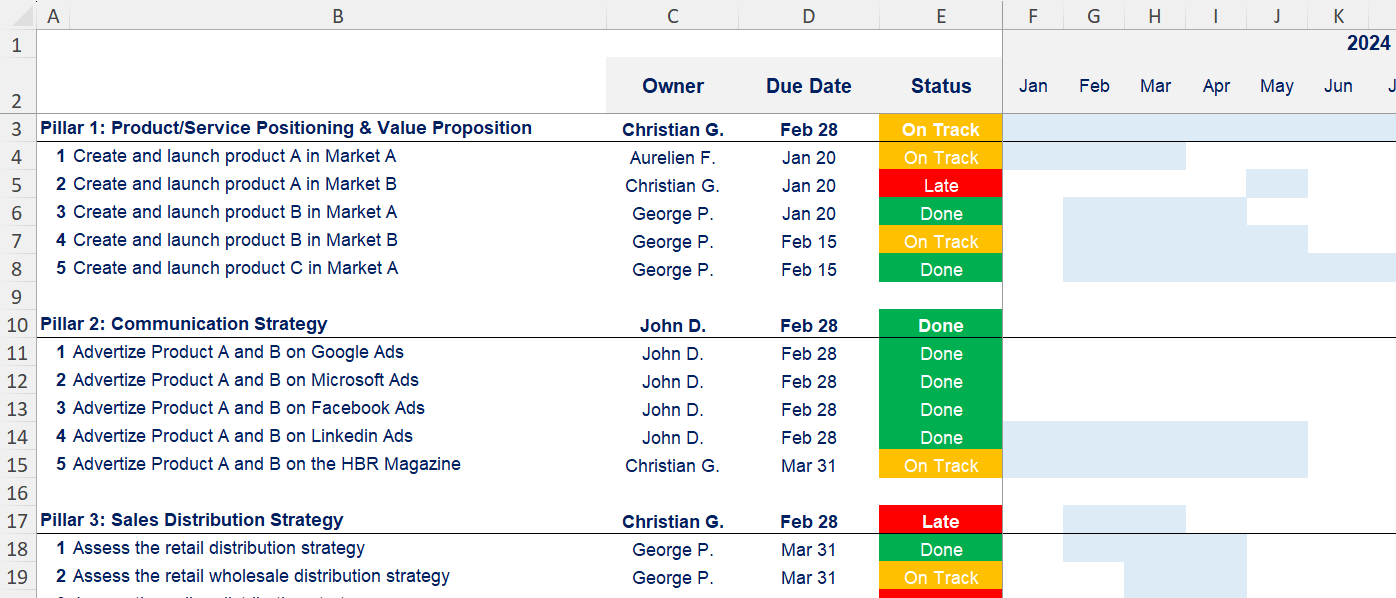 A B C D E F G H I J K
1 2024
2 Owner Due Date Status Jan Feb Mar Apr May Jun J
3 Pillar 1: Product/Service Positioning & Value Proposition Christian G. Feb 28 On Track
4 1 Create and launch product A in Market A Aurelien F. Jan 20 On Track
5 2 Create and launch product A in Market B Christian G. Jan 20 Late
6 3 Create and launch product B in Market A George P. Jan 20 Done
7 4 Create and launch product B in Market B George P. Feb 15 On Track
8 5 Create and launch product C in Market A George P. Feb 15 Done
9
10 Pillar 2: Communication Strategy John D. Feb 28 Done
11 1 Advertize Product A and B on Google Ads John D. Feb 28 Done
12 2 Advertize Product A and B on Microsoft Ads John D. Feb 28 Done
13 3 Advertize Product A and B on Facebook Ads John D. Feb 28 Done
14 4 Advertize Product A and B on Linkedin Ads John D. Feb 28 Done
15 5 Advertize Product A and B on the HBR Magazine Christian G. Mar 31 On Track
16
17 Pillar 3: Sales Distribution Strategy Christian G. Feb 28 Late
18 1 Assess the retail distribution strategy George P. Mar 31 Done
19 2 Assess the retail wholesale distribution strategy George P. Mar 31 On Track